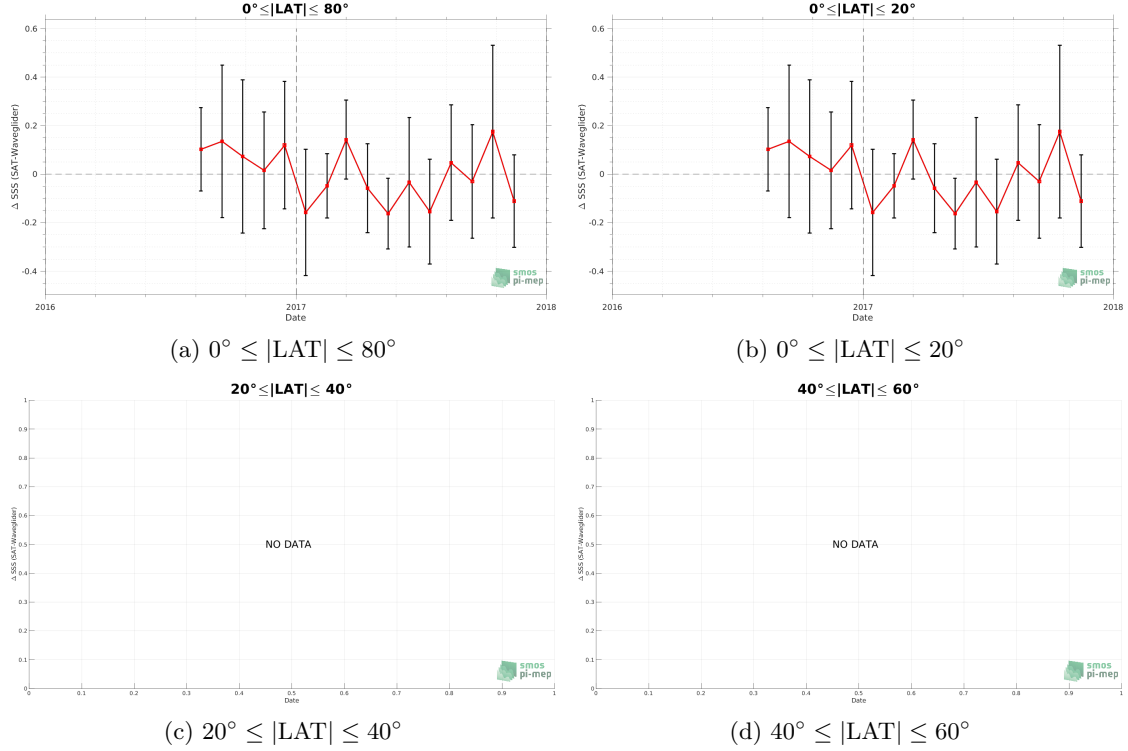 0°≤|LAT|≤ 80°
0.6
0.4
0.2
0
-0.2
-0.4
Δ SSS (SAT-Waveglider)
2016
2017
2018
Date
smos
pi-mep
(a) 0° ≤ |LAT| ≤ 80°
0°≤|LAT|≤ 20°
0.6
0.4
0.2
0
-0.2
-0.4
Δ SSS (SAT-Waveglider)
2016
2017
2018
Date
smos
pi-mep
(b) 0° ≤ |LAT| ≤ 20°
20°≤|LAT|≤ 40°
1
0.9
0.8
0.7
0.6
0.5
0.4
0.3
0.2
0.1
0
Δ SSS (SAT-Waveglider)
NO DATA
0 0.1 0.2 0.3 0.4 0.5 0.6 0.7 0.8 0.9 1
Date
smos
pi-mep
(c) 20° ≤ |LAT| ≤ 40°
40°≤|LAT|≤ 60°
1
0.9
0.8
0.7
0.6
0.5
0.4
0.3
0.2
0.1
0
Δ SSS (SAT-Waveglider)
NO DATA
0 0.1 0.2 0.3 0.4 0.5 0.6 0.7 0.8 0.9 1
Date
smos
pi-mep
(d) 40° ≤ |LAT| ≤ 60°